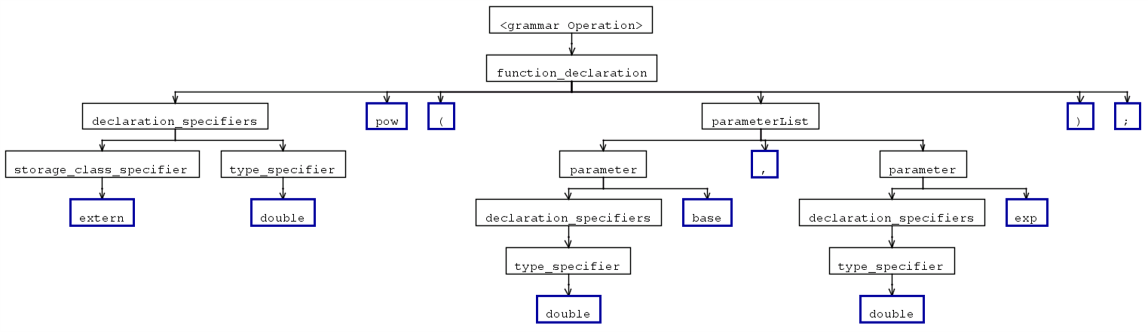 <grammar Operation>
function_declaration
declaration_specifiers pow ( parameterList ) ;
storage_class_specifier type_specifier parameter , parameter
extern double declaration_specifiers base declaration_specifiers exp
type_specifier type_specifier
double double